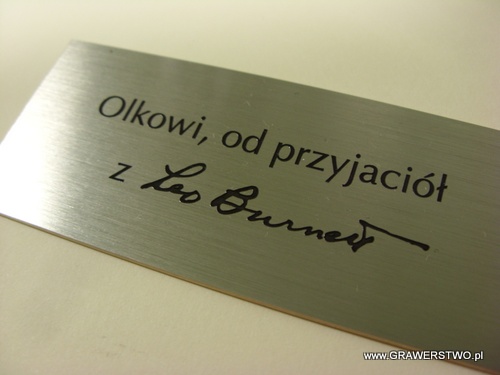 Olkowi, od przyjaciół
z Leo Burnett
www.GRAWERSTWO.pl